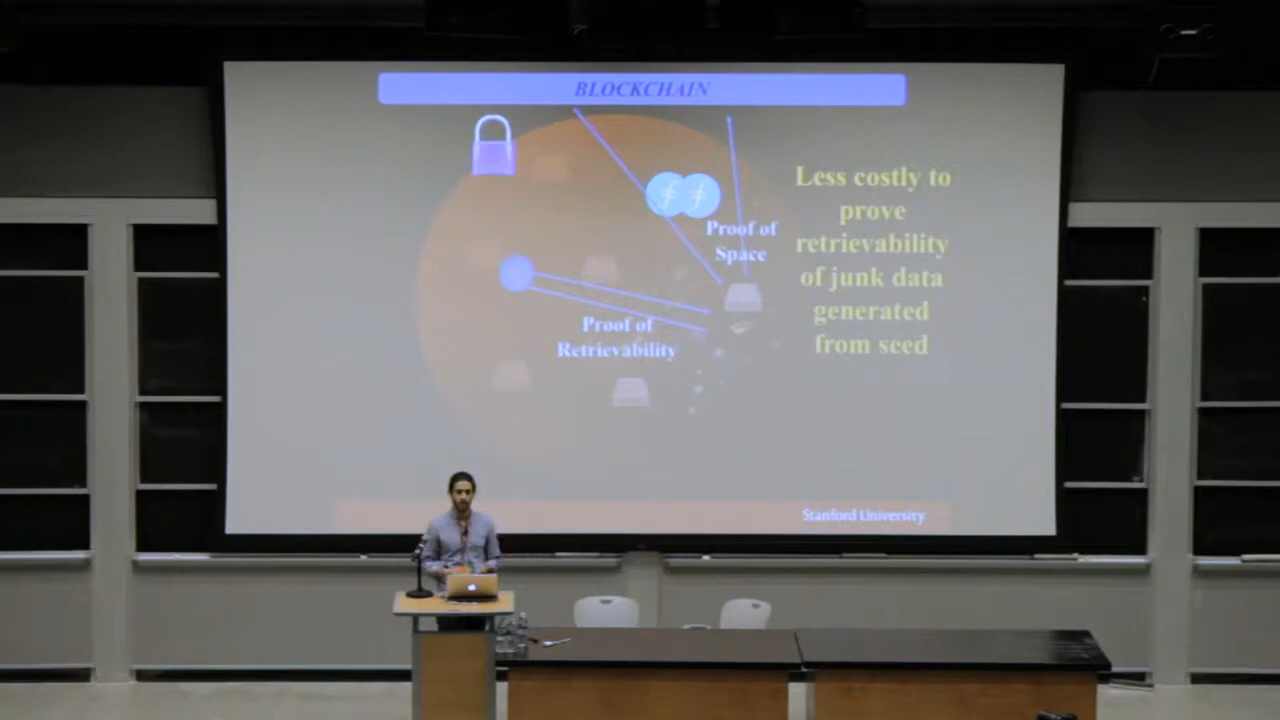 BLOCKCHAIN
Less costly to
prove
retrievability
of junk data
generated
from seed
Proof of
Space
Proof of
Retrievability
Stanford University